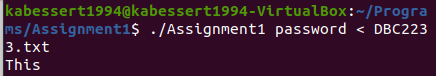 kabessert1994@kabessert1994-VirtualBox:~/Progra
ms/Assignment1$ ./Assignment1 password < DBC223
3.txt
This